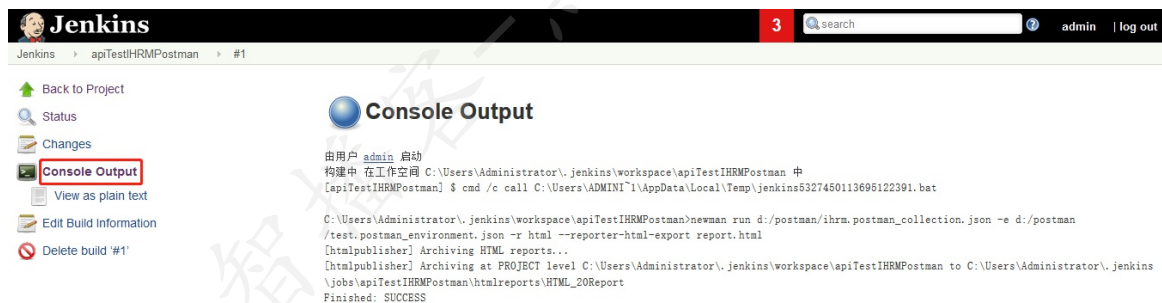 Jenkins
3
search
admin | log out
Jenkins apiTestIHRMPostman #1
Back to Project
Status
Changes
Console Output
View as plain text
Edit Build Information
Delete build '#1'
Console Output
由用户 admin 启动
构建中 在工作空间 C:\Users\Administrator\.jenkins\workspace\apiTestIHRMPostman 中
[apiTestIHRMPostman] $ cmd /c call C:\Users\ADMINI~1\AppData\Local\Temp\jenkins5327450113695122391.bat
C:\Users\Administrator\.jenkins\workspace\apiTestIHRMPostman>newman run d:/postman/ihrm.postman_collection.json -e d:/postman
/test.postman_environment.json -r html --reporter-html-export report.html
[htmlpublisher] Archiving HTML reports...
[htmlpublisher] Archiving at PROJECT level C:\Users\Administrator\.jenkins\workspace\apiTestIHRMPostman to C:\Users\Administrator\.jenkins
\jobs\apiTestIHRMPostman\htmlreports\HTML_20Report
Finished: SUCCESS